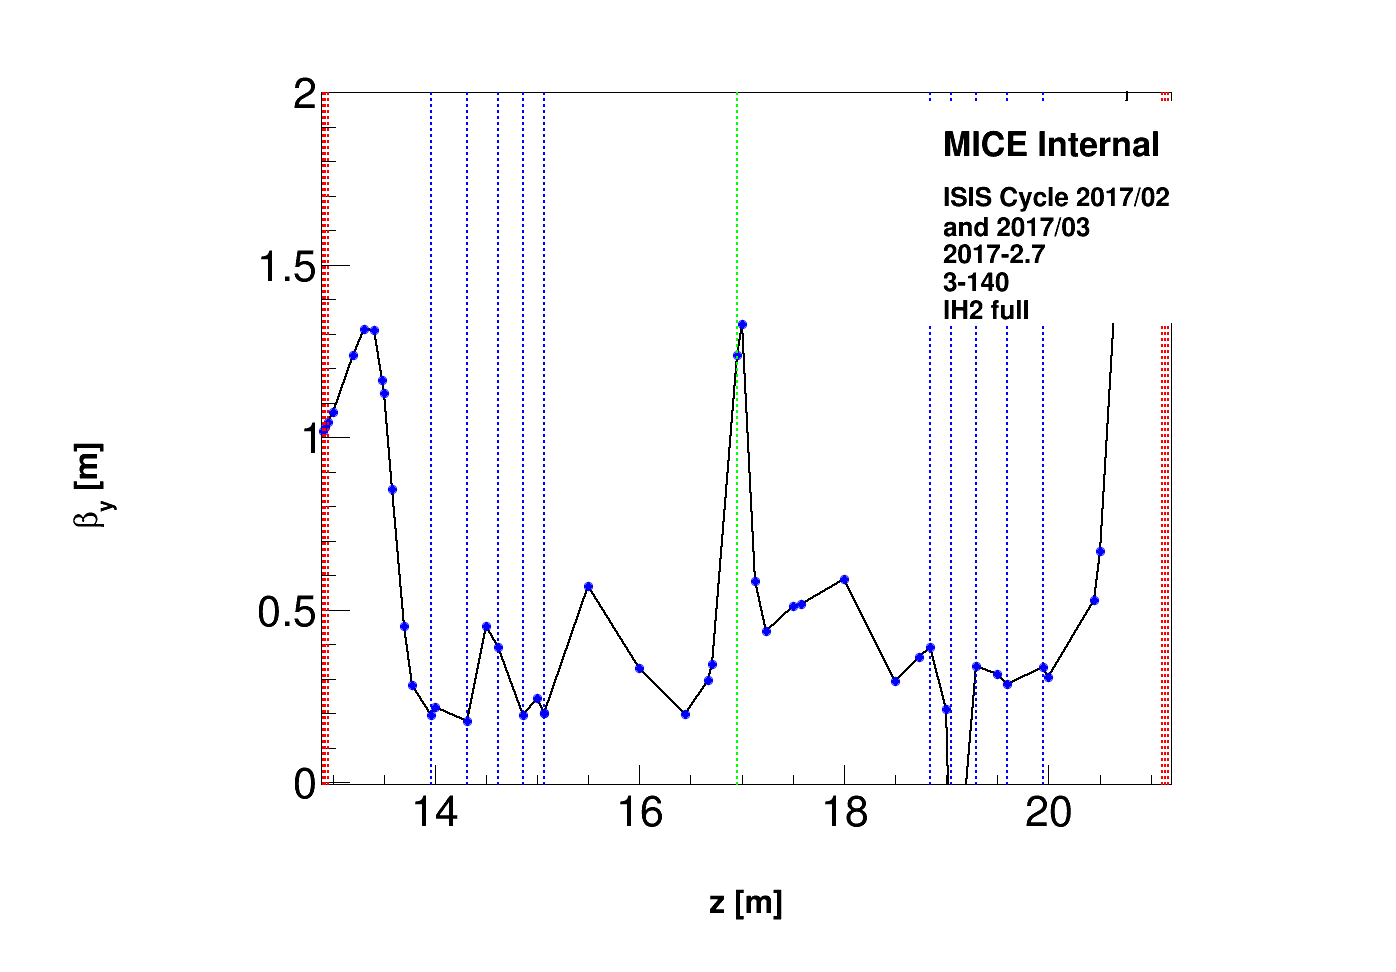 2
1.5
1
0.5
0
14
16
18
20
β_y [m]
z [m]
MICE Internal
ISIS Cycle 2017/02
and 2017/03
2017-2.7
3-140
lH2 full